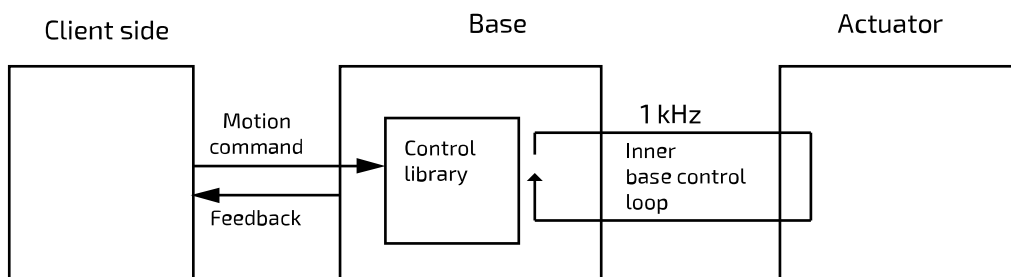 Client side
Base
Actuator
Motion
command
Feedback
Control
library
1 kHz
Inner
base control
loop